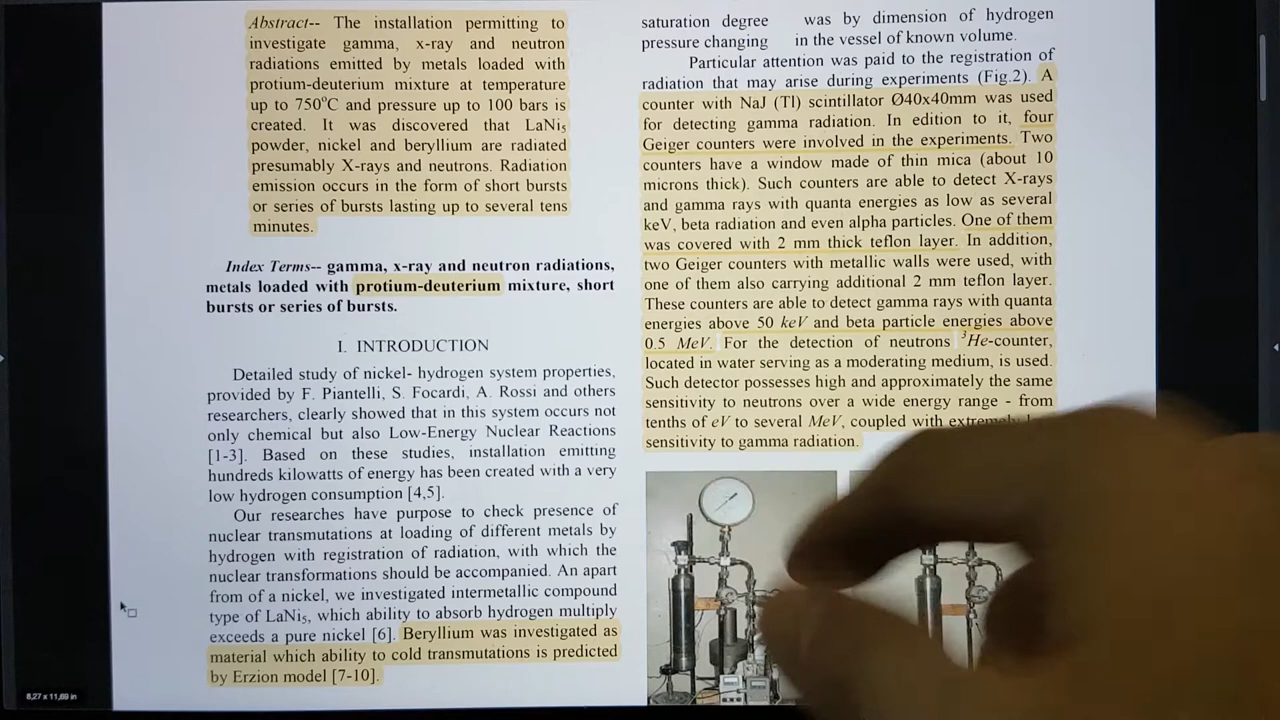 Abstract-- The installation permitting to
investigate gamma, x-ray and neutron
radiations emitted by metals loaded with
protium-deuterium mixture at temperature
up to 750°C and pressure up to 100 bars is
created. It was discovered that LaNi₅
powder, nickel and beryllium are radiated
presumably X-rays and neutrons. Radiation
emission occurs in the form of short bursts
or series of bursts lasting up to several tens
minutes.
Index Terms-- gamma, x-ray and neutron radiations,
metals loaded with protium-deuterium mixture, short
bursts or series of bursts.
I. INTRODUCTION
Detailed study of nickel- hydrogen system properties,
provided by F. Piantelli, S. Focardi, A. Rossi and others
researchers, clearly showed that in this system occurs not
only chemical but also Low-Energy Nuclear Reactions
[1-3]. Based on these studies, installation emitting
hundreds kilowatts of energy has been created with a very
low hydrogen consumption [4,5].
Our researches have purpose to check presence of
nuclear transmutations at loading of different metals by
hydrogen with registration of radiation, with which the
nuclear transformations should be accompanied. An apart
from of a nickel, we investigated intermetallic compound
type of LaNi₅, which ability to absorb hydrogen multiply
exceeds a pure nickel [6]. Beryllium was investigated as
material which ability to cold transmutations is predicted
by Erzion model [7-10].
saturation degree was by dimension of hydrogen
pressure changing in the vessel of known volume.
Particular attention was paid to the registration of
radiation that may arise during experiments (Fig.2). A
counter with NaJ (Tl) scintillator Ø40x40mm was used
for detecting gamma radiation. In edition to it, four
Geiger counters were involved in the experiments. Two
counters have a window made of thin mica (about 10
microns thick). Such counters are able to detect X-rays
and gamma rays with quanta energies as low as several
keV, beta radiation and even alpha particles. One of them
was covered with 2 mm thick teflon layer. In addition,
two Geiger counters with metallic walls were used, with
one of them also carrying additional 2 mm teflon layer.
These counters are able to detect gamma rays with quanta
energies above 50 keV and beta particle energies above
0.5 MeV. For the detection of neutrons ³He-counter,
located in water serving as a moderating medium, is used.
Such detector possesses high and approximately the same
sensitivity to neutrons over a wide energy range - from
tenths of eV to several MeV, coupled with extremely
sensitivity to gamma radiation.
8,27 x 11,69 in